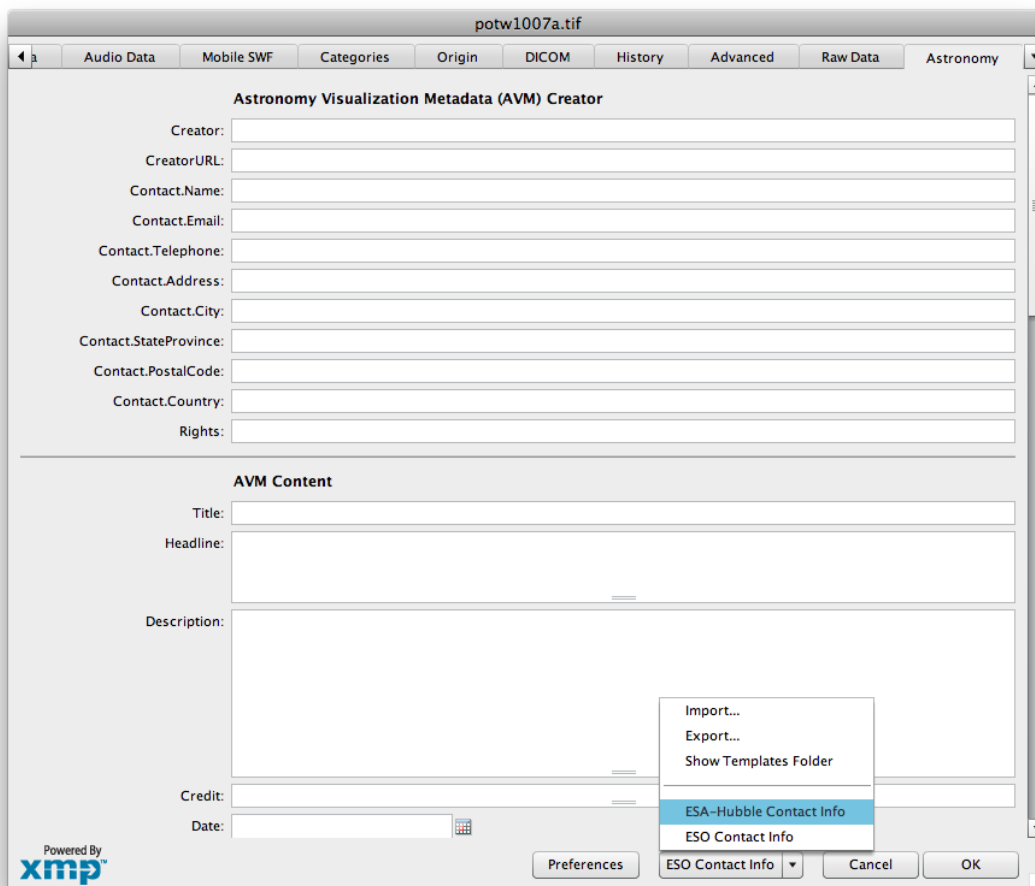 potw1007a.tif
a Audio Data Mobile SWF Categories Origin DICOM History Advanced Raw Data Astronomy
Astronomy Visualization Metadata (AVM) Creator
Creator:
CreatorURL:
Contact.Name:
Contact.Email:
Contact.Telephone:
Contact.Address:
Contact.City:
Contact.StateProvince:
Contact.PostalCode:
Contact.Country:
Rights:
AVM Content
Title:
Headline:
Description:
Import...
Export...
Show Templates Folder
Credit:
ESA-Hubble Contact Info
Date:
ESO Contact Info
Powered By
xmp™
Preferences ESO Contact Info Cancel OK